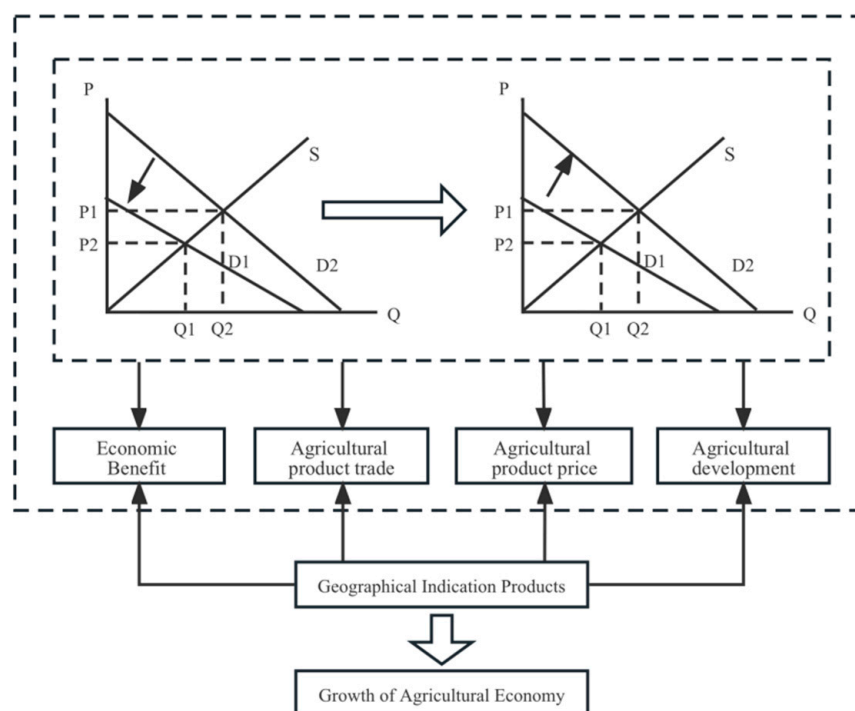 P
S
P1
P2
D1
D2
Q
Q1
Q2
P
S
P1
P2
D1
D2
Q
Q1
Q2
Economic
Benefit
Agricultural
product trade
Agricultural
product price
Agricultural
development
Geographical Indication Products
Growth of Agricultural Economy